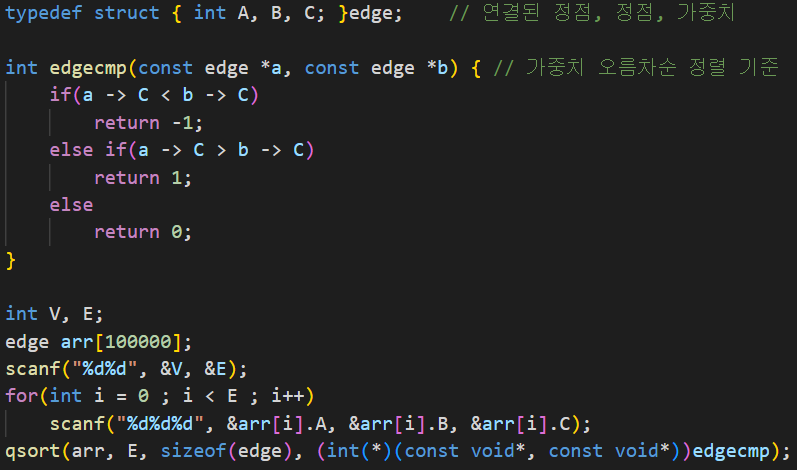 typedef struct { int A, B, C; }edge;    // 연결된 정점, 정점, 가중치
int edgecmp(const edge *a, const edge *b) { // 가중치 오름차순 정렬 기준
    if(a -> C < b -> C)
        return -1;
    else if(a -> C > b -> C)
        return 1;
    else
        return 0;
}
int V, E;
edge arr[100000];
scanf("%d%d", &V, &E);
for(int i = 0 ; i < E ; i++)
    scanf("%d%d%d", &arr[i].A, &arr[i].B, &arr[i].C);
qsort(arr, E, sizeof(edge), (int(*)(const void*, const void*))edgecmp);